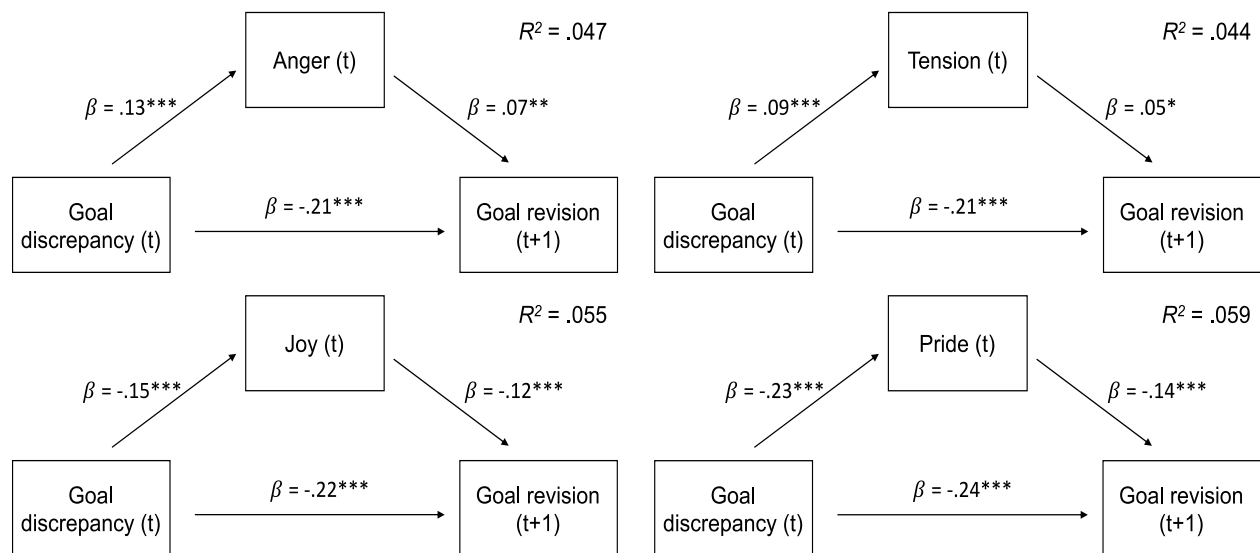 Anger (t)
R² = .047
β = .13***
β = .07**
Goal
discrepancy (t)
β = -.21***
Goal revision
(t+1)
Tension (t)
R² = .044
β = .09***
β = .05*
Goal
discrepancy (t)
β = -.21***
Goal revision
(t+1)
Joy (t)
R² = .055
β = -.15***
β = -.12***
Goal
discrepancy (t)
β = -.22***
Goal revision
(t+1)
Pride (t)
R² = .059
β = -.23***
β = -.14***
Goal
discrepancy (t)
β = -.24***
Goal revision
(t+1)